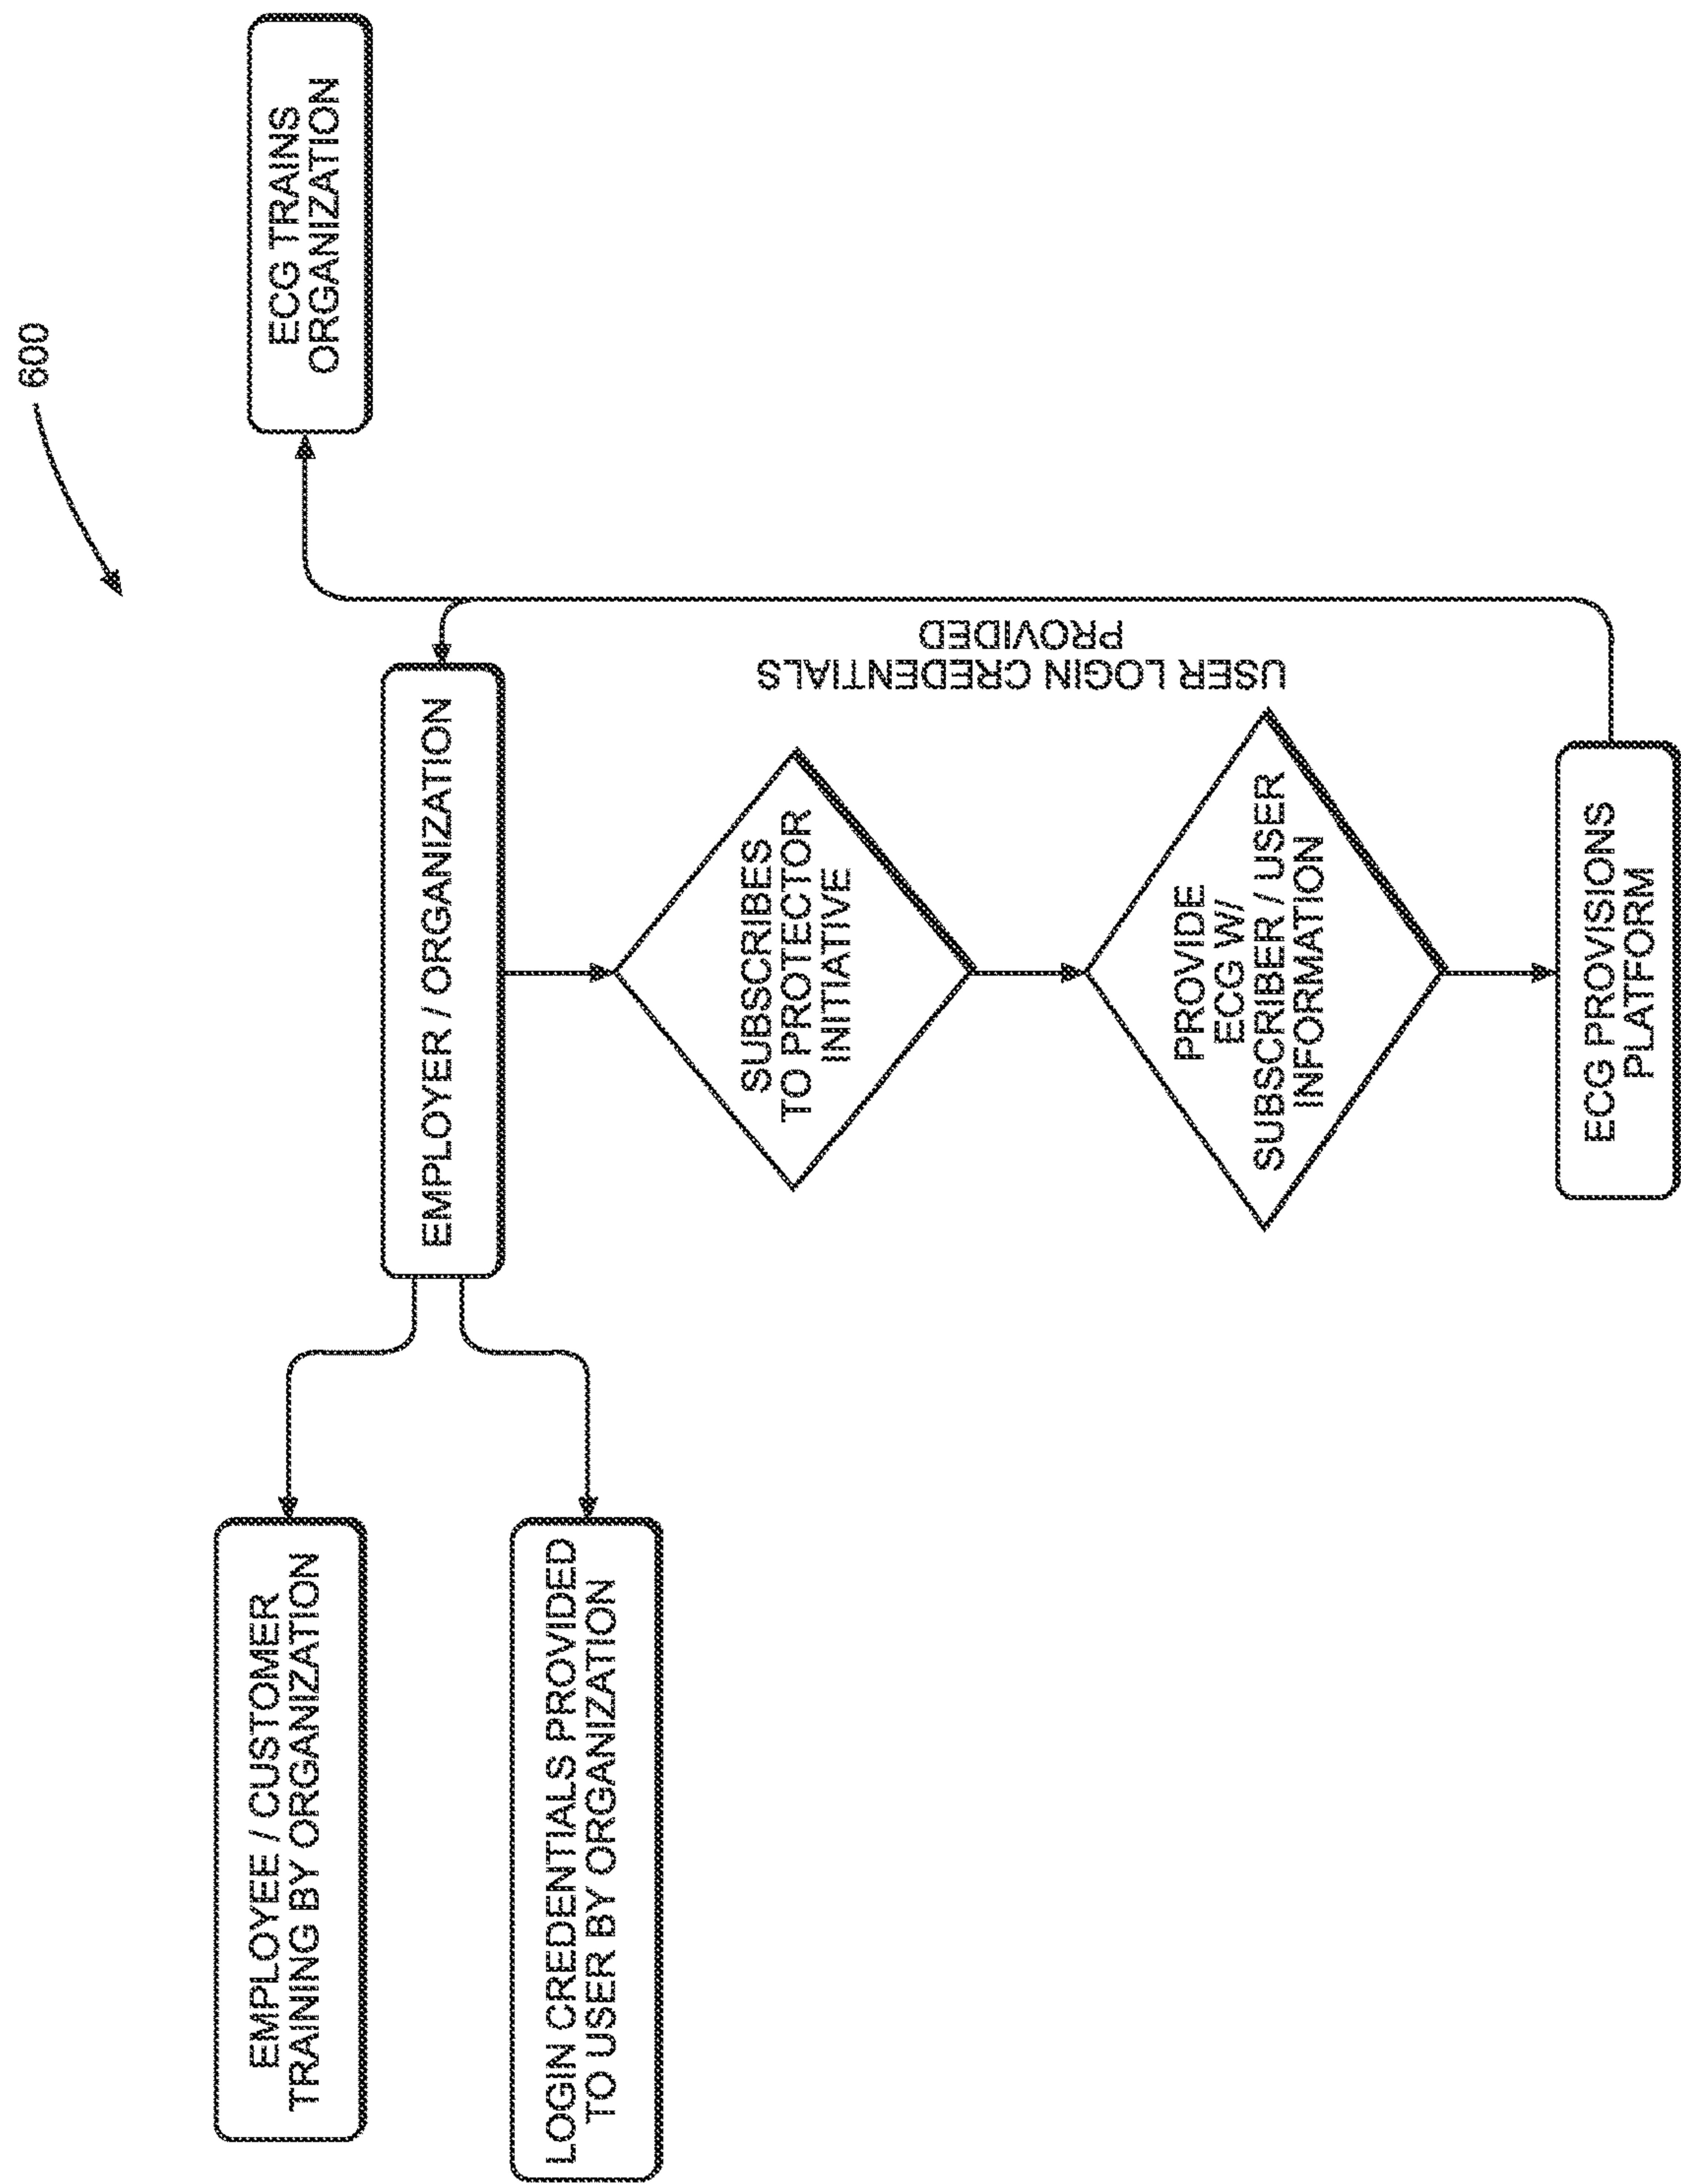 600
EMPLOYEE / CUSTOMER
TRAINING BY ORGANIZATION
LOGIN CREDENTIALS PROVIDED
TO USER BY ORGANIZATION
EMPLOYER / ORGANIZATION
ECG TRAINS
ORGANIZATION
SUBSCRIBES
TO PROTECTOR
INITIATIVE
USER LOGIN CREDENTIALS
PROVIDED
PROVIDE
ECG W/
SUBSCRIBER / USER
INFORMATION
ECG PROVISIONS
PLATFORM